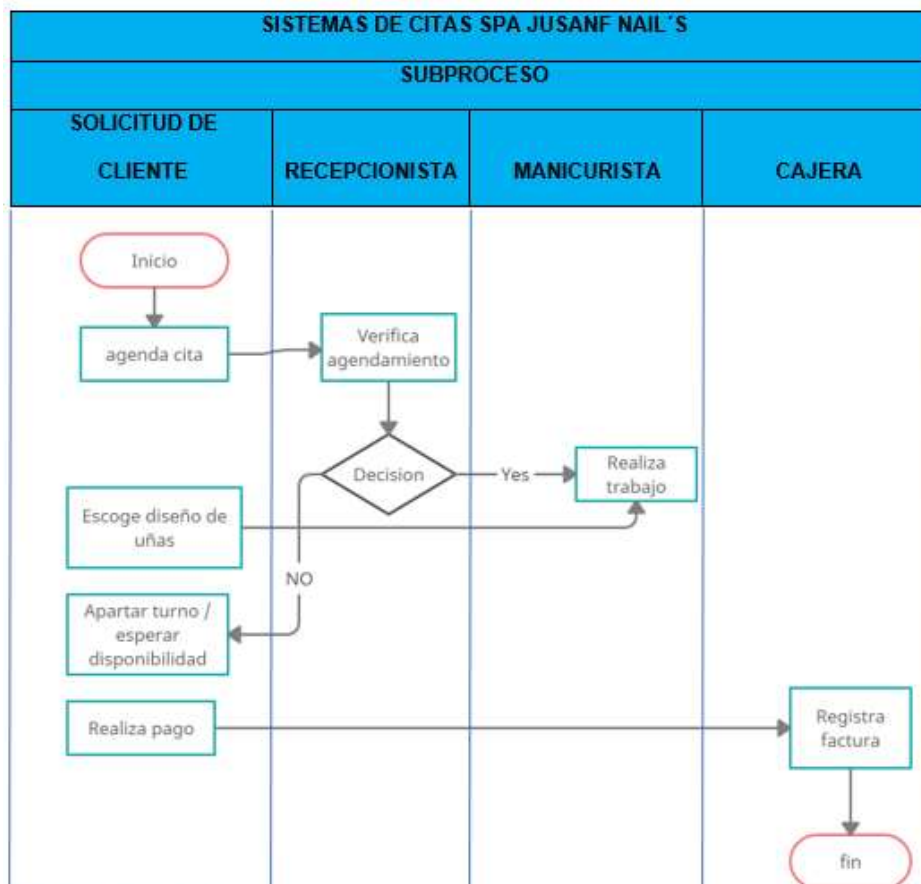 SISTEMAS DE CITAS SPA JUSANF NAIL´S
SUBPROCESO
SOLICITUD DE
CLIENTE
RECEPCIONISTA
MANICURISTA
CAJERA
Inicio
agenda cita
Verifica
agendamiento
Decision
Yes
Realiza
trabajo
Escoge diseño de
uñas
NO
Apartar turno /
esperar
disponibilidad
Realiza pago
Registra
factura
fin